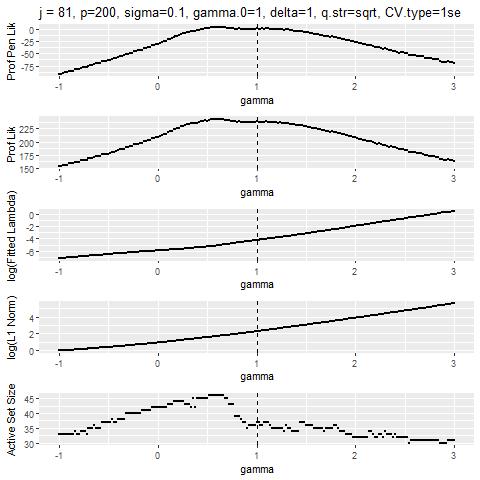 j = 81, p=200, sigma=0.1, gamma.0=1, delta=1, q.str=sqrt, CV.type=1se
Prof Pen Lik
0
-25
-50
-75
-1 0 1 2 3
gamma
Prof Lik
225
200
175
150
-1 0 1 2 3
gamma
log(Fitted Lambda)
0
-2
-4
-6
-1 0 1 2 3
gamma
log(L1 Norm)
4
2
0
-1 0 1 2 3
gamma
Active Set Size
45
40
35
30
-1 0 1 2 3
gamma